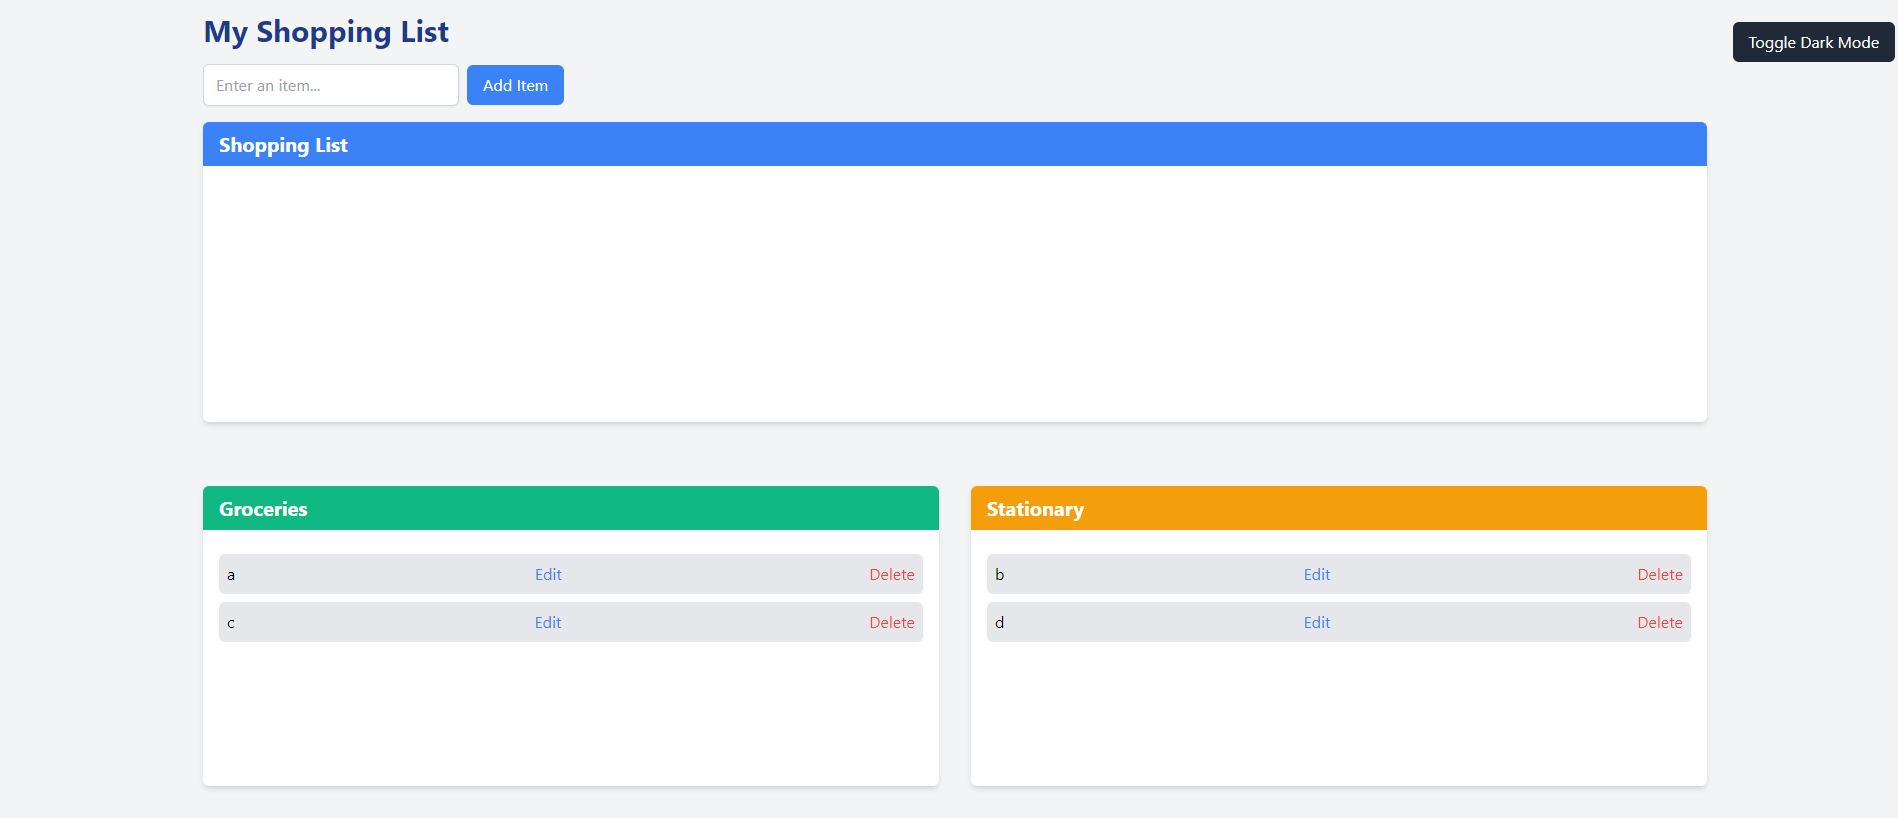 My Shopping List
Toggle Dark Mode
Enter an item...
Add Item
Shopping List
Groceries
a Edit Delete
c Edit Delete
Stationary
b Edit Delete
d Edit Delete